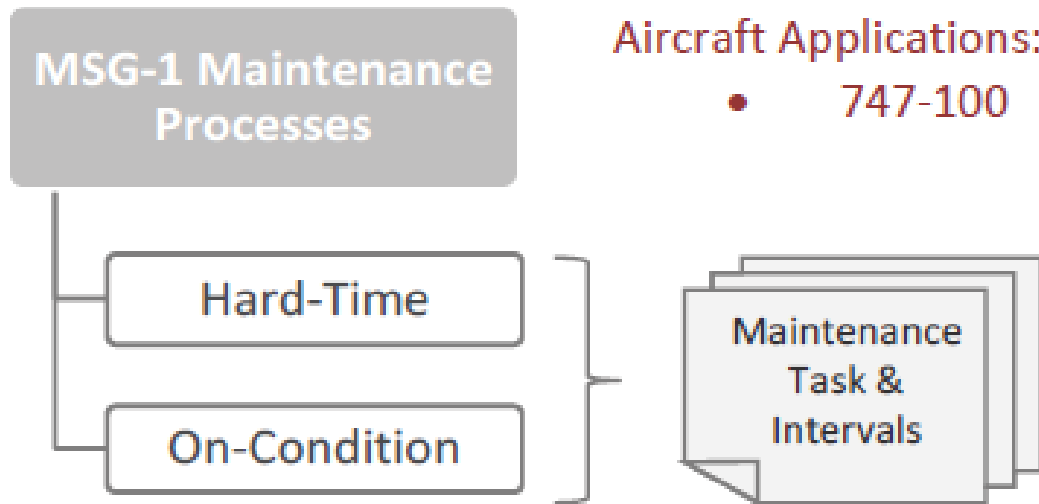 MSG-1 Maintenance
Processes
Aircraft Applications:
• 747-100
Hard-Time
On-Condition
Maintenance
Task &
Intervals